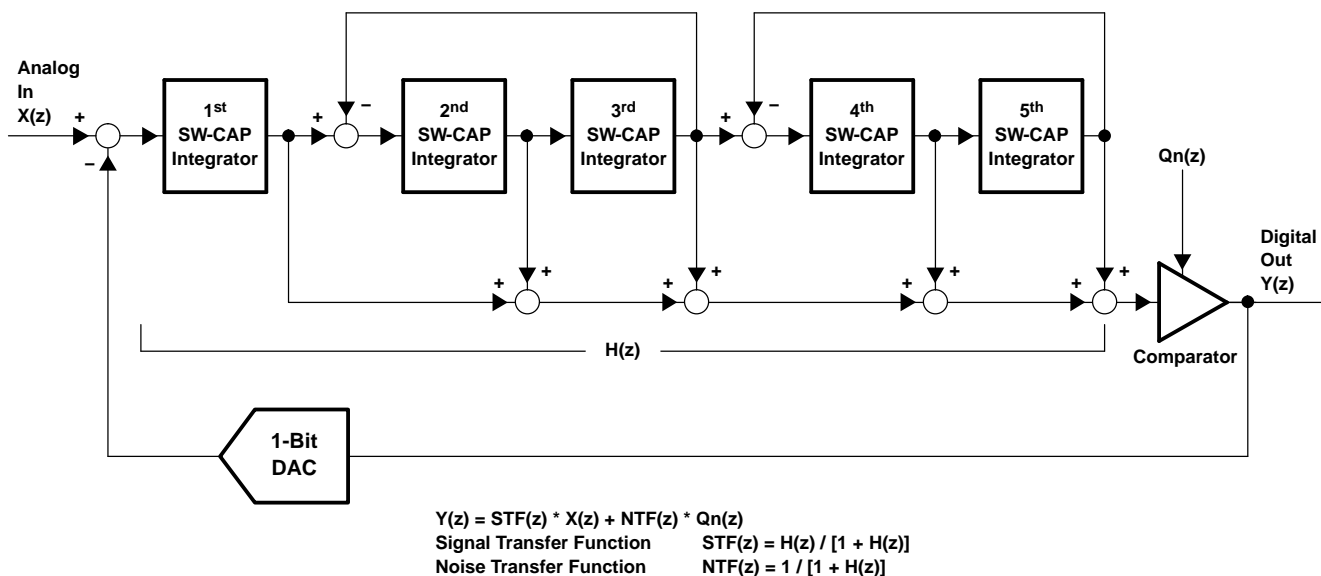 Analog
In
X(z)
+
−
1st
SW-CAP
Integrator
+
−
2nd
SW-CAP
Integrator
3rd
SW-CAP
Integrator
+
−
4th
SW-CAP
Integrator
5th
SW-CAP
Integrator
Qn(z)
+
+
+
+
+
+
+
+
Digital
Out
Y(z)
Comparator
H(z)
1-Bit
DAC
Y(z) = STF(z) * X(z) + NTF(z) * Qn(z)
Signal Transfer Function STF(z) = H(z) / [1 + H(z)]
Noise Transfer Function NTF(z) = 1 / [1 + H(z)]